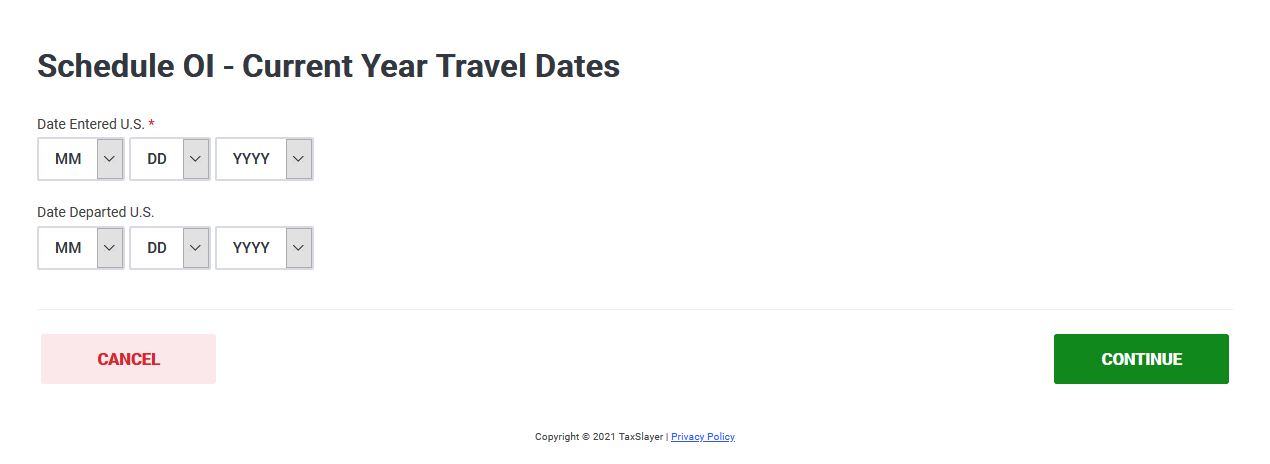 Schedule OI - Current Year Travel Dates
Date Entered U.S. *
MM DD YYYY
Date Departed U.S.
MM DD YYYY
CANCEL CONTINUE
Copyright © 2021 TaxSlayer | Privacy Policy